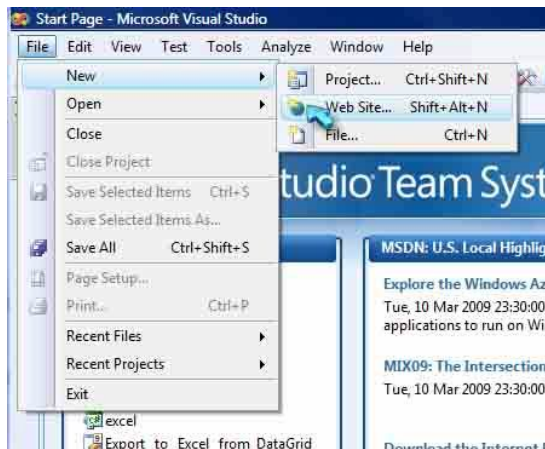 Start Page - Microsoft Visual Studio
File Edit View Test Tools Analyze Window Help
New
Project... Ctrl+Shift+N
Open
Web Site... Shift+Alt+N
Close
File... Ctrl+N
Close Project
Save Selected Items Ctrl+S
tudio Team Syst
Save Selected Items As...
Save All Ctrl+Shift+S
MSDN: U.S. Local Highlig
Page Setup...
Explore the Windows Az
Print... Ctrl+P
Tue, 10 Mar 2009 23:30:00
applications to run on Wi
Recent Files
Recent Projects
MIX09: The Intersection
Exit
Tue, 10 Mar 2009 23:30:00
excel
Export to Excel from DataGrid
Download the Internet